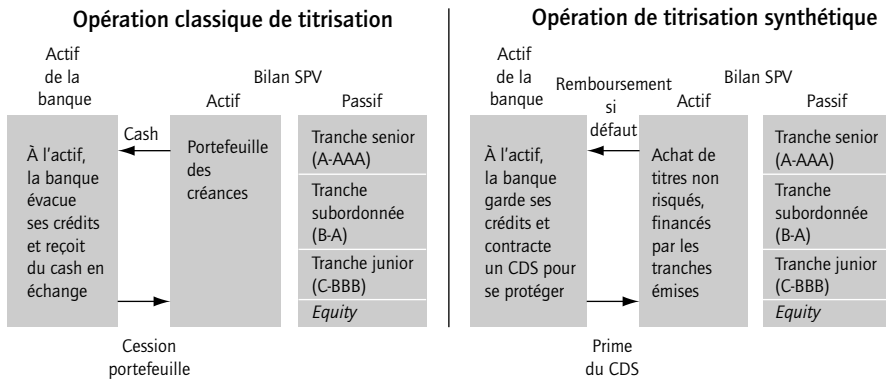 Opération classique de titrisation
Actif
de la
banque
Bilan SPV
Actif
Passif
À l'actif,
la banque
évacue
ses crédits
et reçoit
du cash en
échange
Cash
Cession
portefeuille
Portefeuille
des
créances
Tranche senior
(A-AAA)
Tranche
subordonnée
(B-A)
Tranche junior
(C-BBB)
Equity
Opération de titrisation synthétique
Actif
de la
banque
Remboursement
si
défaut
Bilan SPV
Actif
Passif
À l'actif,
la banque
garde ses
crédits et
contracte
un CDS pour
se protéger
Prime
du CDS
Achat de
titres non
risqués,
financés
par les
tranches
émises
Tranche senior
(A-AAA)
Tranche
subordonnée
(B-A)
Tranche junior
(C-BBB)
Equity